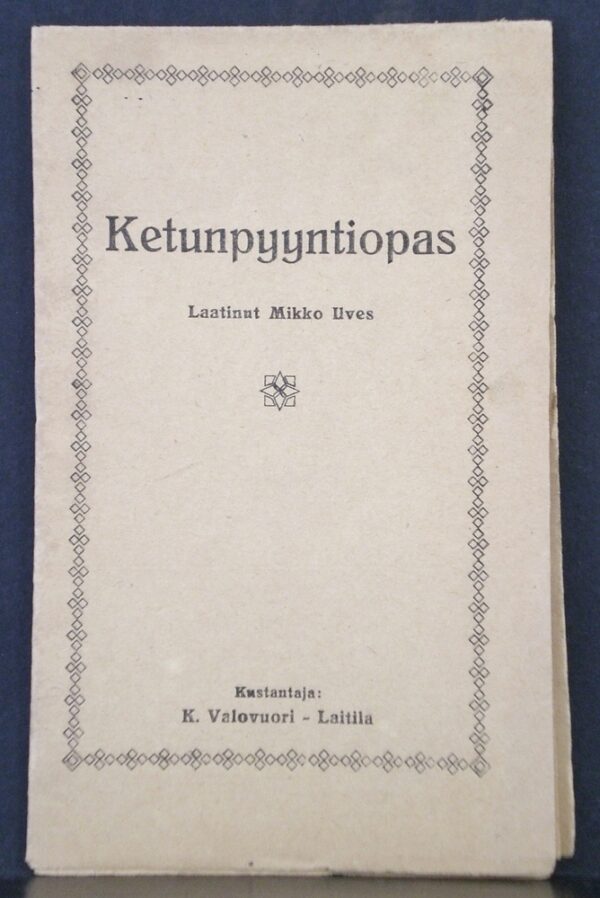 Ketunpyyntiopas
Laatinut Mikko Ilves
Kustantaja:
K. Valovuori - Laitila